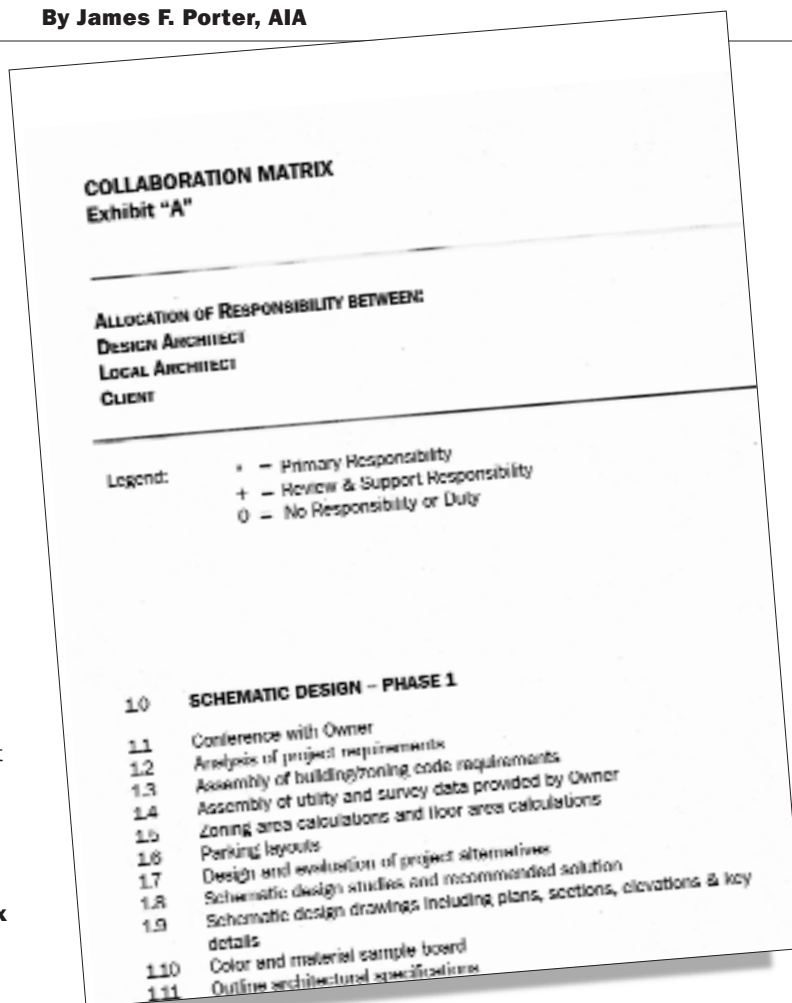 By James F. Porter, AIA
COLLABORATION MATRIX
Exhibit “A”
ALLOCATION OF RESPONSIBILITY BETWEEN:
DESIGN ARCHITECT
LOCAL ARCHITECT
CLIENT
Legend: * – Primary Responsibility
+ – Review & Support Responsibility
0 – No Responsibility or Duty
1.0 SCHEMATIC DESIGN – PHASE 1
1.1 Conference with Owner
1.2 Analysis of project requirements
1.3 Assembly of building/zoning code requirements
1.4 Assembly of utility and survey data provided by Owner
1.5 Zoning area calculations and floor area calculations
1.6 Parking layouts
1.7 Design and evaluation of project alternatives
1.8 Schematic design studies and recommended solution
1.9 Schematic design drawings including plans, sections, elevations & key
details
1.10 Color and material sample board
1.11 Outline architectural specifications